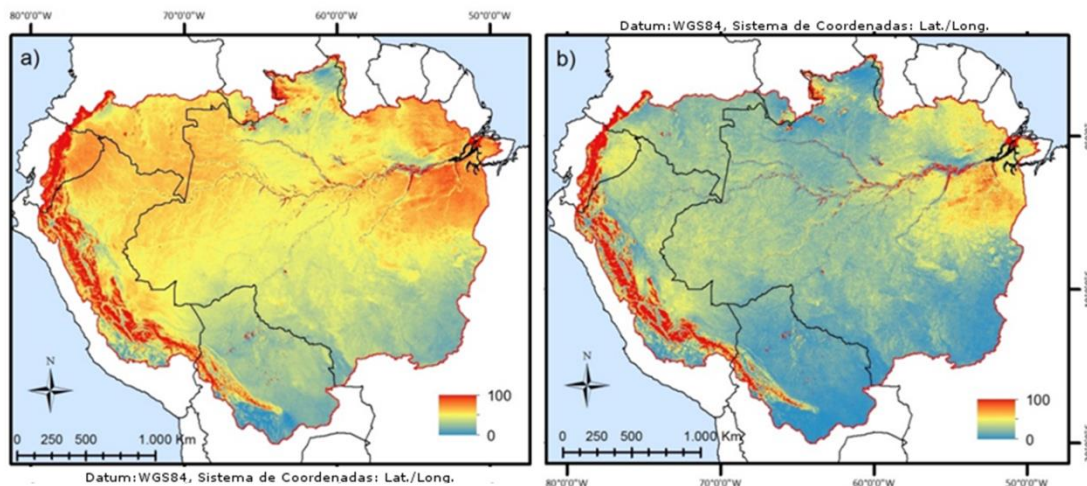 80°0'0"W 70°0'0"W 60°0'0"W 50°0'0"W
Datum:WGS84, Sistema de Coordenadas: Lat./Long.
a)
b)
N
N
100
0
100
0
0 250 500 1.000 Km
0 250 500 1.000 Km
Datum:WGS84, Sistema de Coordenadas: Lat./Long.
80°0'0"W 70°0'0"W 60°0'0"W 50°0'0"W